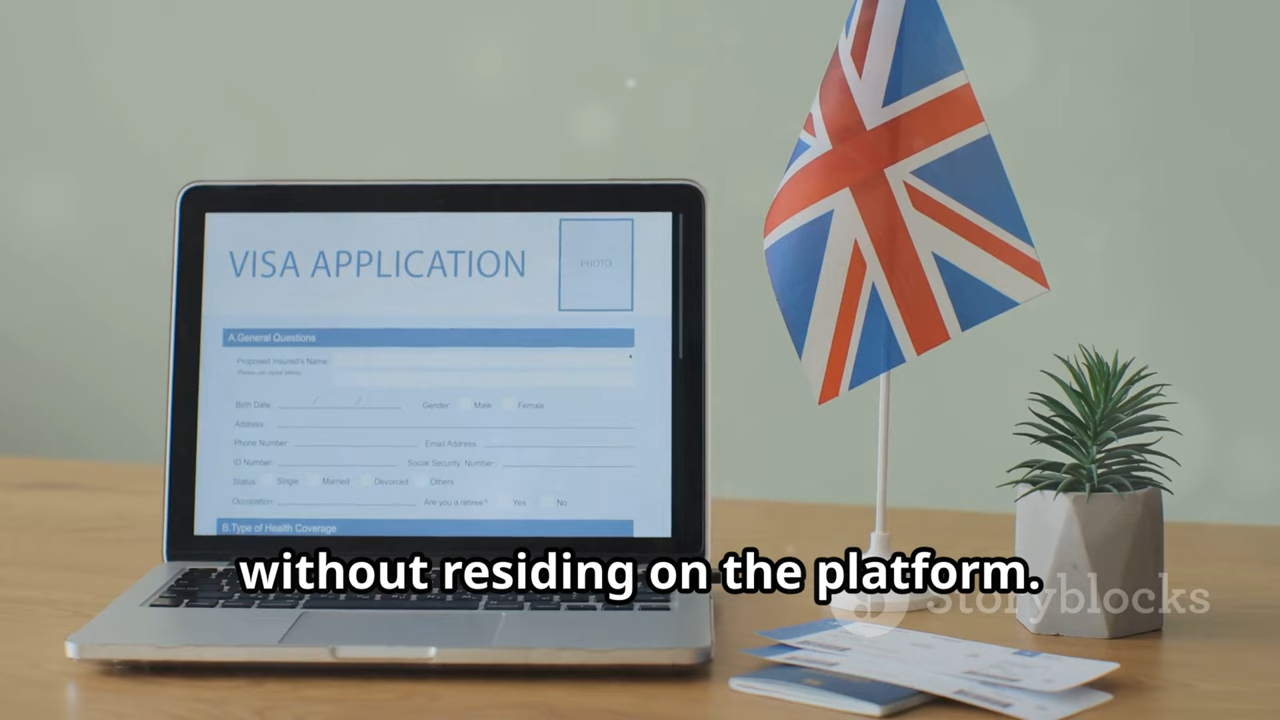 VISA APPLICATION
PHOTO
A.General Questions
Proposed Insured's Name:
Birth Date: / / Gender Male Female
Address:
Phone Number: Email Address:
ID Number: Social Security Number:
Status: Single Married Divorced Others
Occupation: Are you a retiree? Yes No
B.Type of Health Coverage
without residing on the platform.
Storyblocks